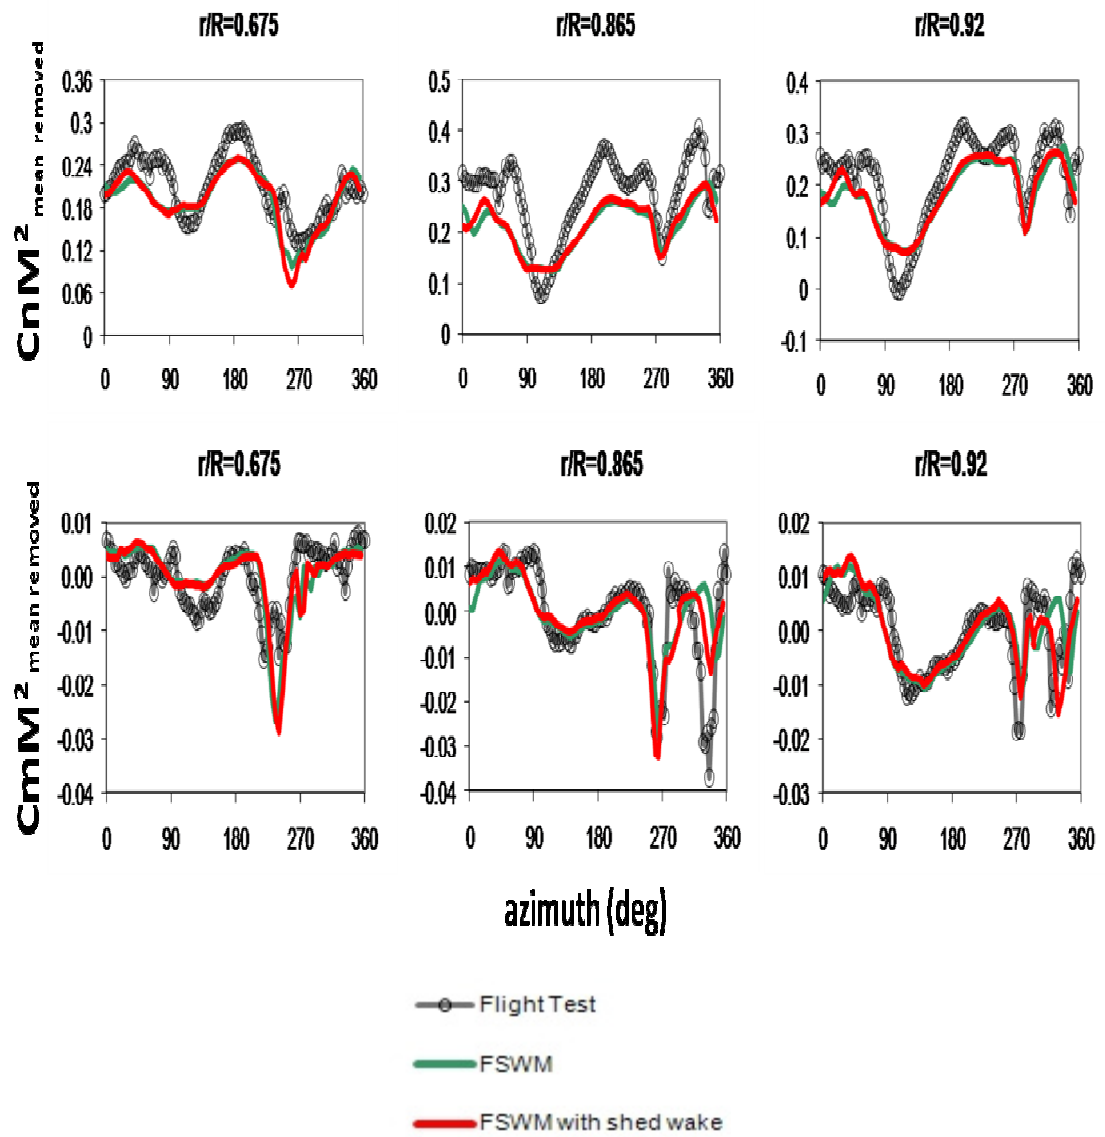 r/R=0.675 r/R=0.865 r/R=0.92
CnM² mean removed
0.36 0.3 0.24 0.18 0.12 0.06 0
0 90 180 270 360
0.5 0.4 0.3 0.2 0.1 0
0 90 180 270 360
0.4 0.3 0.2 0.1 0 -0.1
0 90 180 270 360
r/R=0.675 r/R=0.865 r/R=0.92
CmM² mean removed
0.01 0.00 -0.01 -0.02 -0.03 -0.04
0 90 180 270 360
0.02 0.01 0.00 -0.01 -0.02 -0.03 -0.04
0 90 180 270 360
0.02 0.01 0.00 -0.01 -0.02 -0.03
0 90 180 270 360
azimuth (deg)
Flight Test
FSWM
FSWM with shed wake